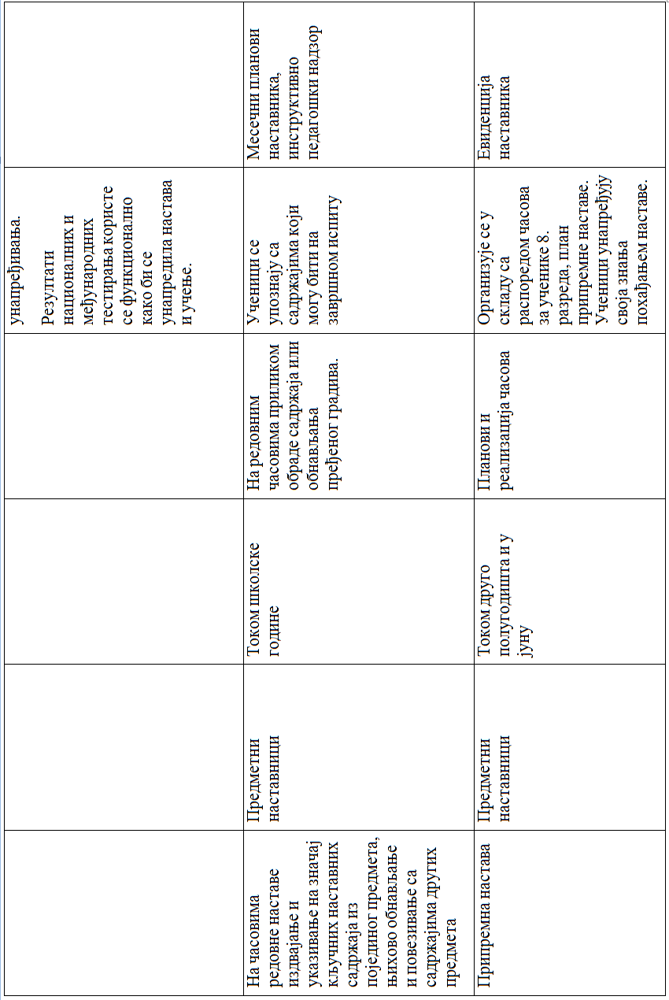 унапређивања.
Резултати
националних и
међународних
тестирања користе
се функционално
како би се
унапредила настава
и учење.
На часовима
редовне наставе
издвајање и
указивање на значај
кључних наставних
садржаја из
појединог предмета,
њихово обнављање
и повезивање са
садржајима других
предмета
Предметни
наставници
Током школске
године
На редовним
часовима приликом
обраде садржаја или
обнављања
пређеног градива.
Ученици се
упознају са
садржајима који
могу бити на
завршном испиту
Месечни планови
наставника,
инструктивно
педагошки надзор
Припремна настава
Предметни
наставници
Током друго
полугодишта и у
јуну
Планови и
реализација часова
Организује се у
складу са
распоредом часова
за ученике 8.
разреда, план
припремне наставе.
Ученици унапређују
своја знања
похађањем наставе.
Евиденција
наставника